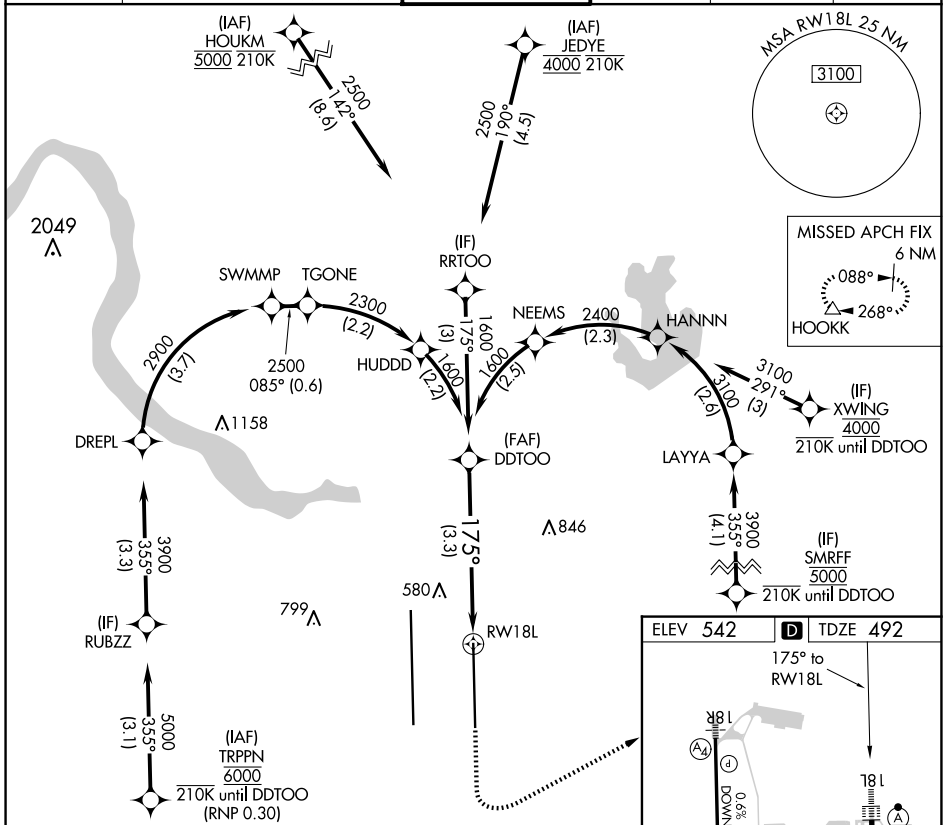 (IAF)
HOUKM
5000 210K
2500
142°
(8.6)
(IAF)
JEDYE
4000 210K
2500
190°
(4.5)
MSA RW18L 25 NM
3100
2049
MISSED APCH FIX
6 NM
088°
268°
HOOKK
(IF)
RRTOO
1600
175°
(3)
SWMMP
TGONE
2300
(2.2)
2900
(3.7)
2500
085° (0.6)
HUDDD
1600
(2.2)
NEEMS
1600
(2.5)
2400
(2.3)
HANNN
3100
(2.6)
3100
291°
(3)
(IF)
XWING
4000
210K until DDTOO
DREPL
1158
(FAF)
DDTOO
LAYYA
175°
(3.3)
846
3900
355°
(4.1)
(IF)
SMRFF
5000
210K until DDTOO
3900
355°
(3.3)
(IF)
RUBZZ
799
580
RW18L
5000
355°
(3.1)
(IAF)
TRPPN
6000
210K until DDTOO
(RNP 0.30)
ELEV 542
D
TDZE 492
175° to
RW18L
18R
A4
P
0.6%
DOWN
18L
A